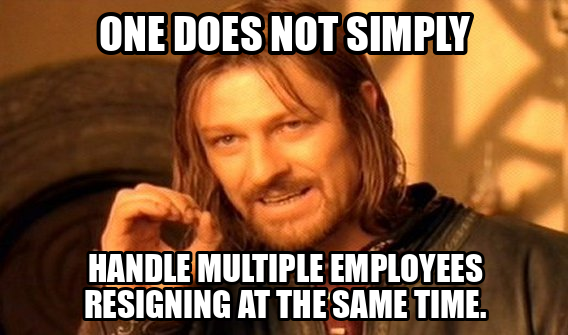 ONE DOES NOT SIMPLY
HANDLE MULTIPLE EMPLOYEES
RESIGNING AT THE SAME TIME.